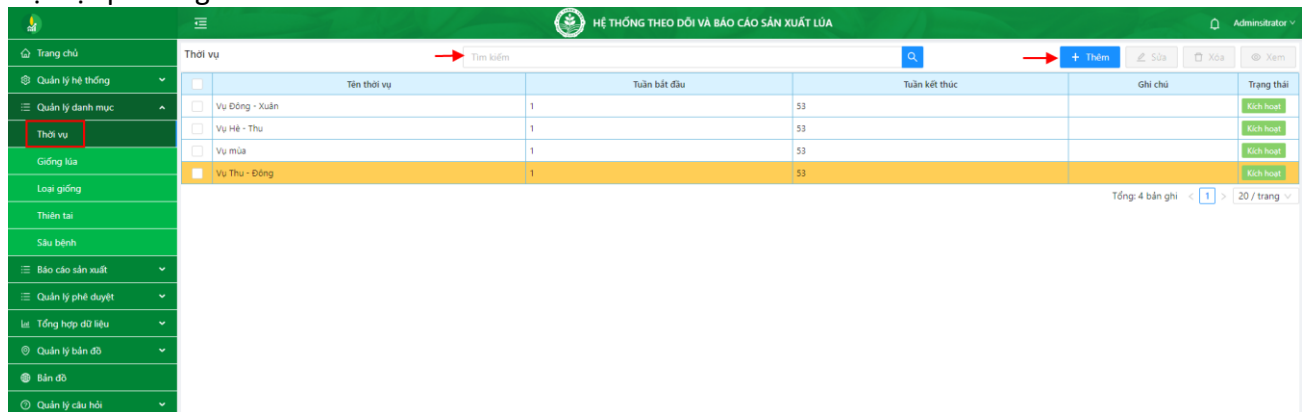 HỆ THỐNG THEO DÕI VÀ BÁO CÁO SẢN XUẤT LÚA
Adminsitrator
Trang chủ
Quản lý hệ thống
Quản lý danh mục
Thời vụ
Giống lúa
Loại giống
Thiên tai
Sâu bệnh
Báo cáo sản xuất
Quản lý phê duyệt
Tổng hợp dữ liệu
Quản lý bản đồ
Bản đồ
Quản lý câu hỏi
Thời vụ
Tìm kiếm
+ Thêm Sửa Xóa Xem
Tên thời vụ Tuần bắt đầu Tuần kết thúc Ghi chú Trạng thái
Vụ Đông - Xuân 1 53 Kích hoạt
Vụ Hè - Thu 1 53 Kích hoạt
Vụ mùa 1 53 Kích hoạt
Vụ Thu - Đông 1 53 Kích hoạt
Tổng: 4 bản ghi < 1 > 20 / trang